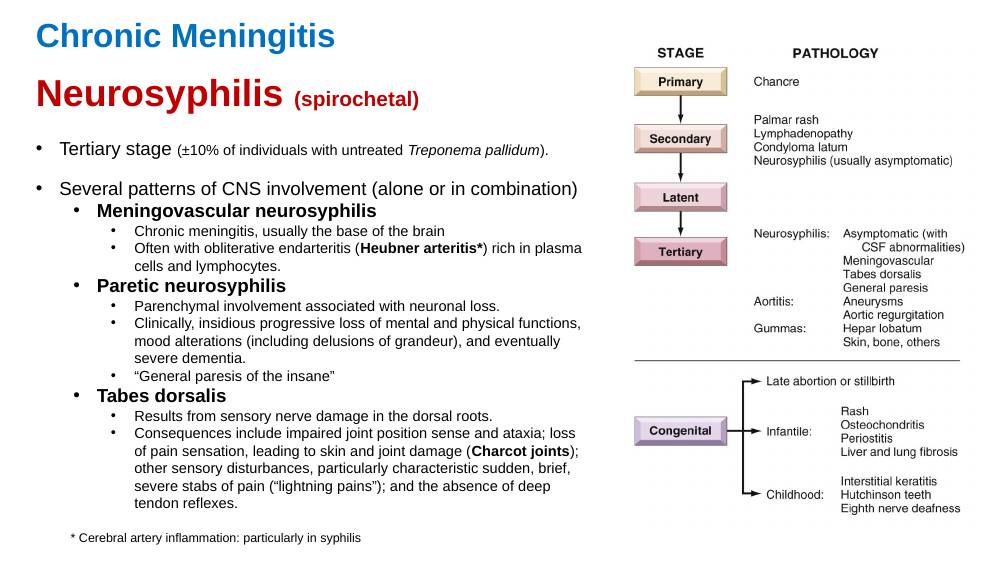 Chronic Meningitis
Neurosyphilis (spirochetal)
• Tertiary stage (±10% of individuals with untreated Treponema pallidum).
• Several patterns of CNS involvement (alone or in combination)
• Meningovascular neurosyphilis
• Chronic meningitis, usually the base of the brain
• Often with obliterative endarteritis (Heubner arteritis*) rich in plasma
cells and lymphocytes.
• Paretic neurosyphilis
• Parenchymal involvement associated with neuronal loss.
• Clinically, insidious progressive loss of mental and physical functions,
mood alterations (including delusions of grandeur), and eventually
severe dementia.
• “General paresis of the insane”
• Tabes dorsalis
• Results from sensory nerve damage in the dorsal roots.
• Consequences include impaired joint position sense and ataxia; loss
of pain sensation, leading to skin and joint damage (Charcot joints);
other sensory disturbances, particularly characteristic sudden, brief,
severe stabs of pain (“lightning pains”); and the absence of deep
tendon reflexes.
* Cerebral artery inflammation: particularly in syphilis
STAGE PATHOLOGY
Primary Chancre
Palmar rash
Lymphadenopathy
Secondary
Condyloma latum
Neurosyphilis (usually asymptomatic)
Latent
Neurosyphilis: Asymptomatic (with
CSF abnormalities)
Tertiary
Meningovascular
Tabes dorsalis
General paresis
Aortitis: Aneurysms
Aortic regurgitation
Gummas: Hepar lobatum
Skin, bone, others
Late abortion or stillbirth
Rash
Osteochondritis
Congenital Infantile:
Periostitis
Liver and lung fibrosis
Interstitial keratitis
Childhood: Hutchinson teeth
Eighth nerve deafness